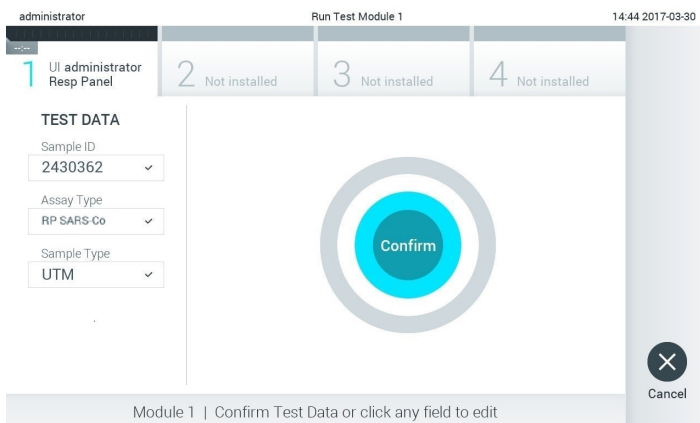 administrator
Run Test Module 1
14:44 2017-03-30
--:--
1 UI administrator
Resp Panel
2 Not installed
3 Not installed
4 Not installed
TEST DATA
Sample ID
2430362
Assay Type
RP SARS-Co
Sample Type
UTM
Confirm
Cancel
Module 1 | Confirm Test Data or click any field to edit